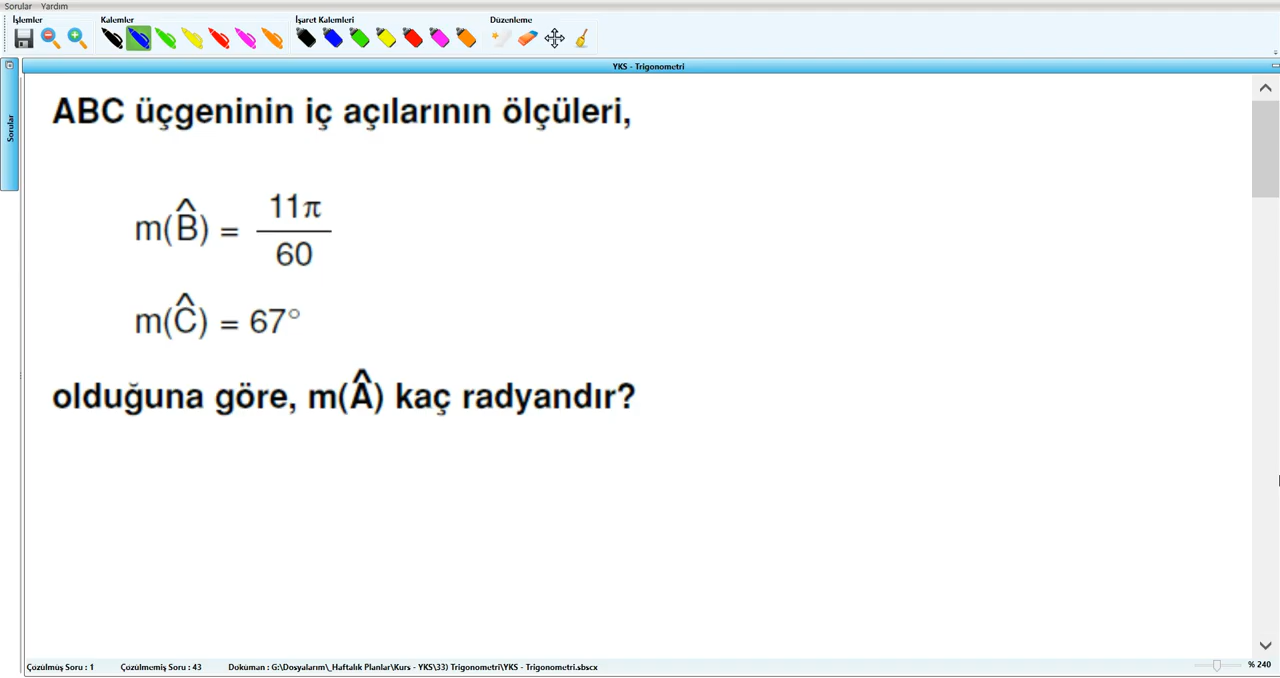 Sorular Yardım
İşlemler Kalemler İşaret Kalemleri Düzenleme
YKS - Trigonometri
Sorular
ABC üçgeninin iç açılarının ölçüleri,
m(B̂) = 11π/60
m(Ĉ) = 67°
olduğuna göre, m(Â) kaç radyandır?
Çözülmüş Soru : 1 Çözülmemiş Soru : 43 Doküman : G:\Dosyalarım\_Haftalık Planlar\Kurs - YKS\33) Trigonometri\YKS - Trigonometri.sbscx % 240